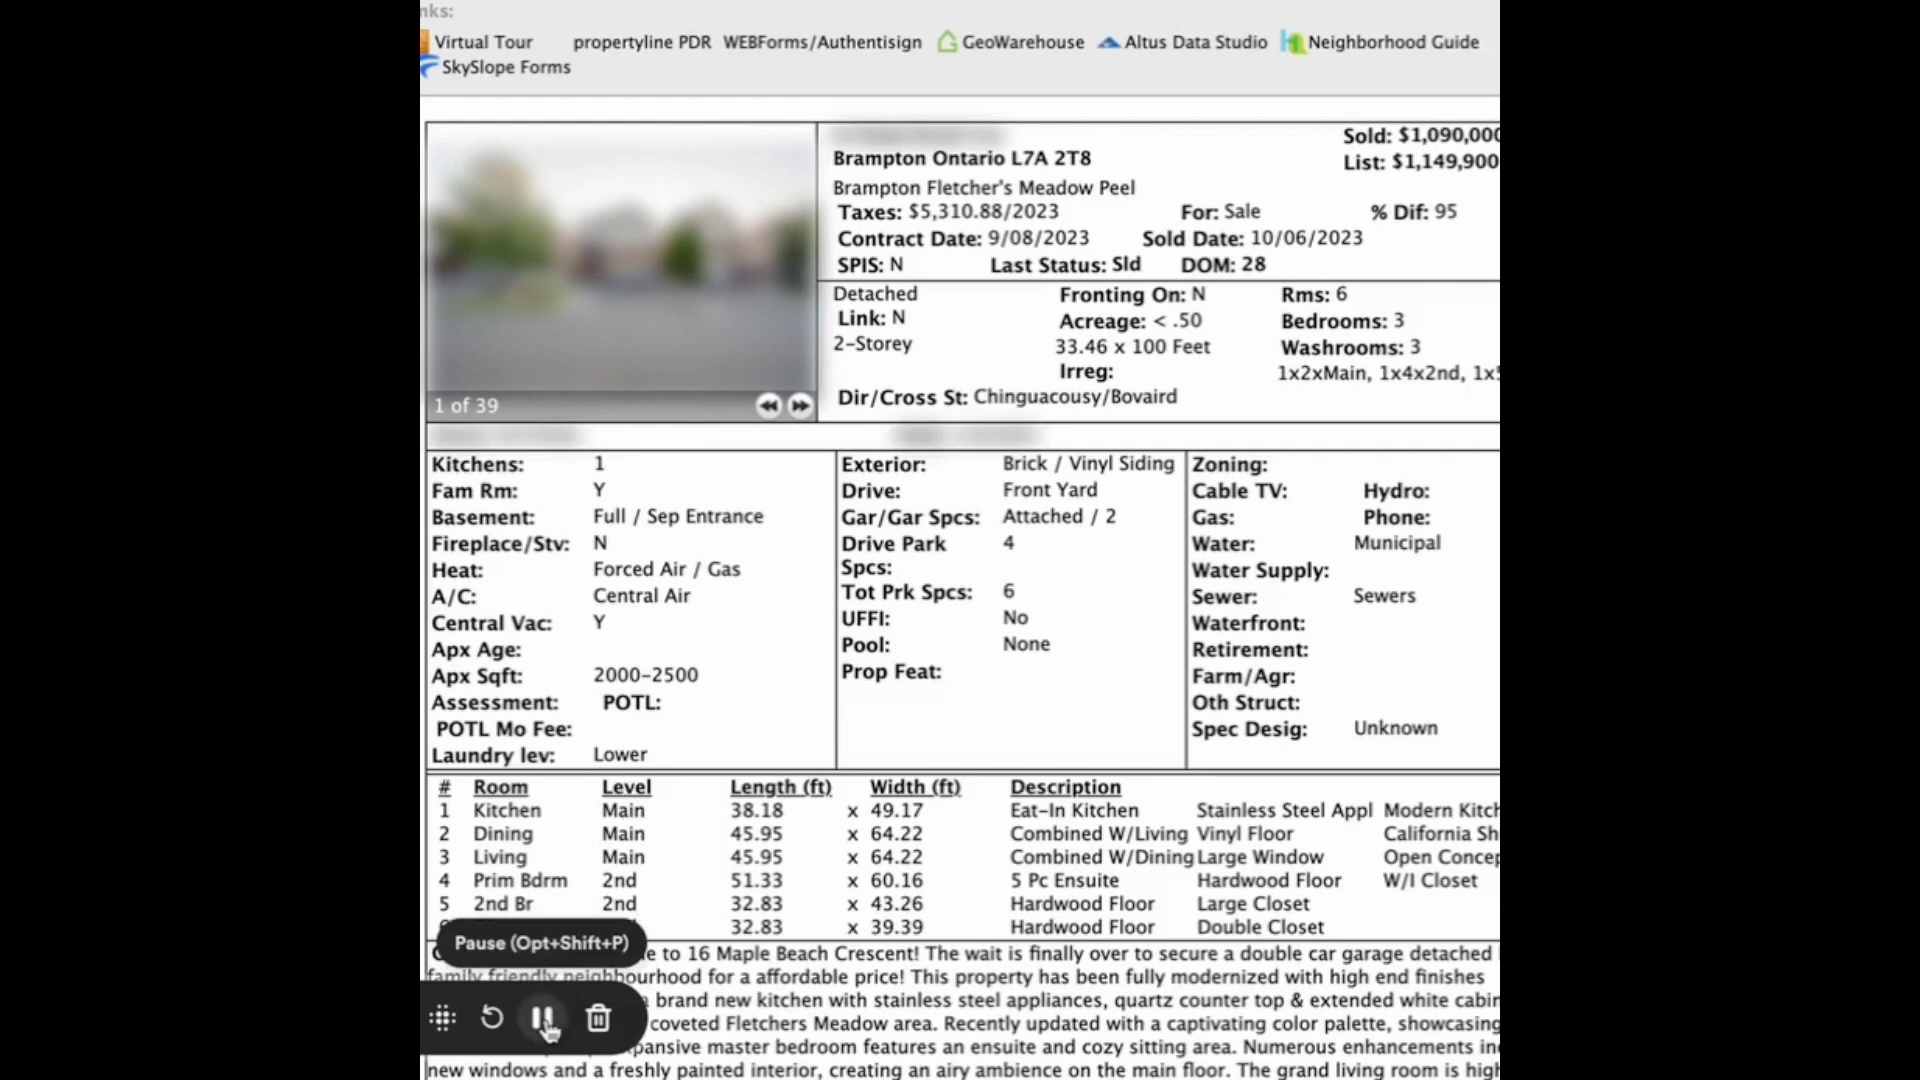 nks:
Virtual Tour propertyline PDR WEBForms/Authentisign GeoWarehouse Altus Data Studio Neighborhood Guide
SkySlope Forms
Sold: $1,090,000
Brampton Ontario L7A 2T8
List: $1,149,900
Brampton Fletcher's Meadow Peel
Taxes: $5,310.88/2023 For: Sale % Dif: 95
Contract Date: 9/08/2023 Sold Date: 10/06/2023
SPIS: N Last Status: Sld DOM: 28
Detached Fronting On: N Rms: 6
Link: N Acreage: < .50 Bedrooms: 3
2-Storey 33.46 x 100 Feet Washrooms: 3
Irreg: 1x2xMain, 1x4x2nd, 1x5
Dir/Cross St: Chinguacousy/Bovaird
1 of 39
Kitchens: 1 Exterior: Brick / Vinyl Siding Zoning:
Fam Rm: Y Drive: Front Yard Cable TV: Hydro:
Basement: Full / Sep Entrance Gar/Gar Spcs: Attached / 2 Gas: Phone:
Fireplace/Stv: N Drive Park 4 Water: Municipal
Heat: Forced Air / Gas Spcs: Water Supply:
A/C: Central Air Tot Prk Spcs: 6 Sewer: Sewers
Central Vac: Y UFFI: No Waterfront:
Apx Age: Pool: None Retirement:
Apx Sqft: 2000-2500 Prop Feat: Farm/Agr:
Assessment: POTL: Oth Struct:
POTL Mo Fee: Spec Desig: Unknown
Laundry lev: Lower
# Room Level Length (ft) Width (ft) Description
1 Kitchen Main 38.18 x 49.17 Eat-In Kitchen Stainless Steel Appl Modern Kitch
2 Dining Main 45.95 x 64.22 Combined W/Living Vinyl Floor California Sh
3 Living Main 45.95 x 64.22 Combined W/Dining Large Window Open Concep
4 Prim Bdrm 2nd 51.33 x 60.16 5 Pc Ensuite Hardwood Floor W/I Closet
5 2nd Br 2nd 32.83 x 43.26 Hardwood Floor Large Closet
32.83 x 39.39 Hardwood Floor Double Closet
Pause (Opt+Shift+P)
e to 16 Maple Beach Crescent! The wait is finally over to secure a double car garage detached
family friendly neighbourhood for a affordable price! This property has been fully modernized with high end finishes
brand new kitchen with stainless steel appliances, quartz counter top & extended white cabin
coveted Fletchers Meadow area. Recently updated with a captivating color palette, showcasing
xpansive master bedroom features an ensuite and cozy sitting area. Numerous enhancements in
new windows and a freshly painted interior, creating an airy ambience on the main floor. The grand living room is high